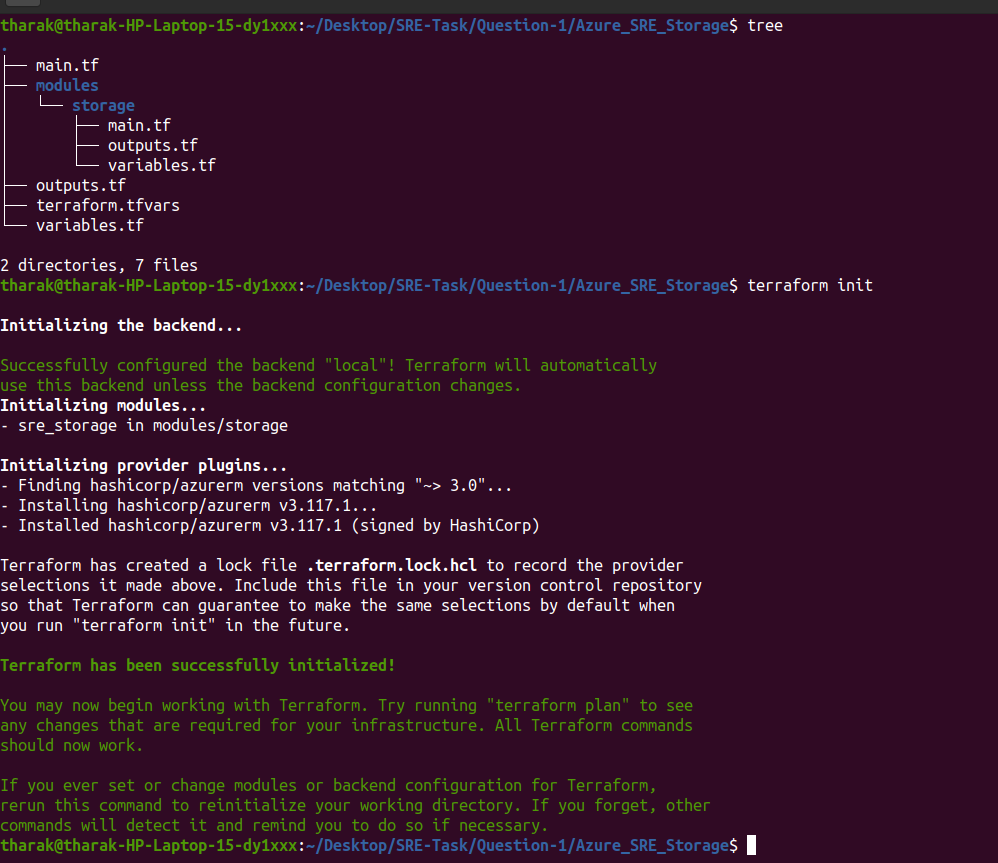 tharak@tharak-HP-Laptop-15-dy1xxx:~/Desktop/SRE-Task/Question-1/Azure_SRE_Storage$ tree
.
├── main.tf
├── modules
│   └── storage
│       ├── main.tf
│       ├── outputs.tf
│       └── variables.tf
├── outputs.tf
├── terraform.tfvars
└── variables.tf

2 directories, 7 files
tharak@tharak-HP-Laptop-15-dy1xxx:~/Desktop/SRE-Task/Question-1/Azure_SRE_Storage$ terraform init

Initializing the backend...

Successfully configured the backend "local"! Terraform will automatically
use this backend unless the backend configuration changes.
Initializing modules...
- sre_storage in modules/storage

Initializing provider plugins...
- Finding hashicorp/azurerm versions matching "~> 3.0"...
- Installing hashicorp/azurerm v3.117.1...
- Installed hashicorp/azurerm v3.117.1 (signed by HashiCorp)

Terraform has created a lock file .terraform.lock.hcl to record the provider
selections it made above. Include this file in your version control repository
so that Terraform can guarantee to make the same selections by default when
you run "terraform init" in the future.

Terraform has been successfully initialized!

You may now begin working with Terraform. Try running "terraform plan" to see
any changes that are required for your infrastructure. All Terraform commands
should now work.

If you ever set or change modules or backend configuration for Terraform,
rerun this command to reinitialize your working directory. If you forget, other
commands will detect it and remind you to do so if necessary.
tharak@tharak-HP-Laptop-15-dy1xxx:~/Desktop/SRE-Task/Question-1/Azure_SRE_Storage$